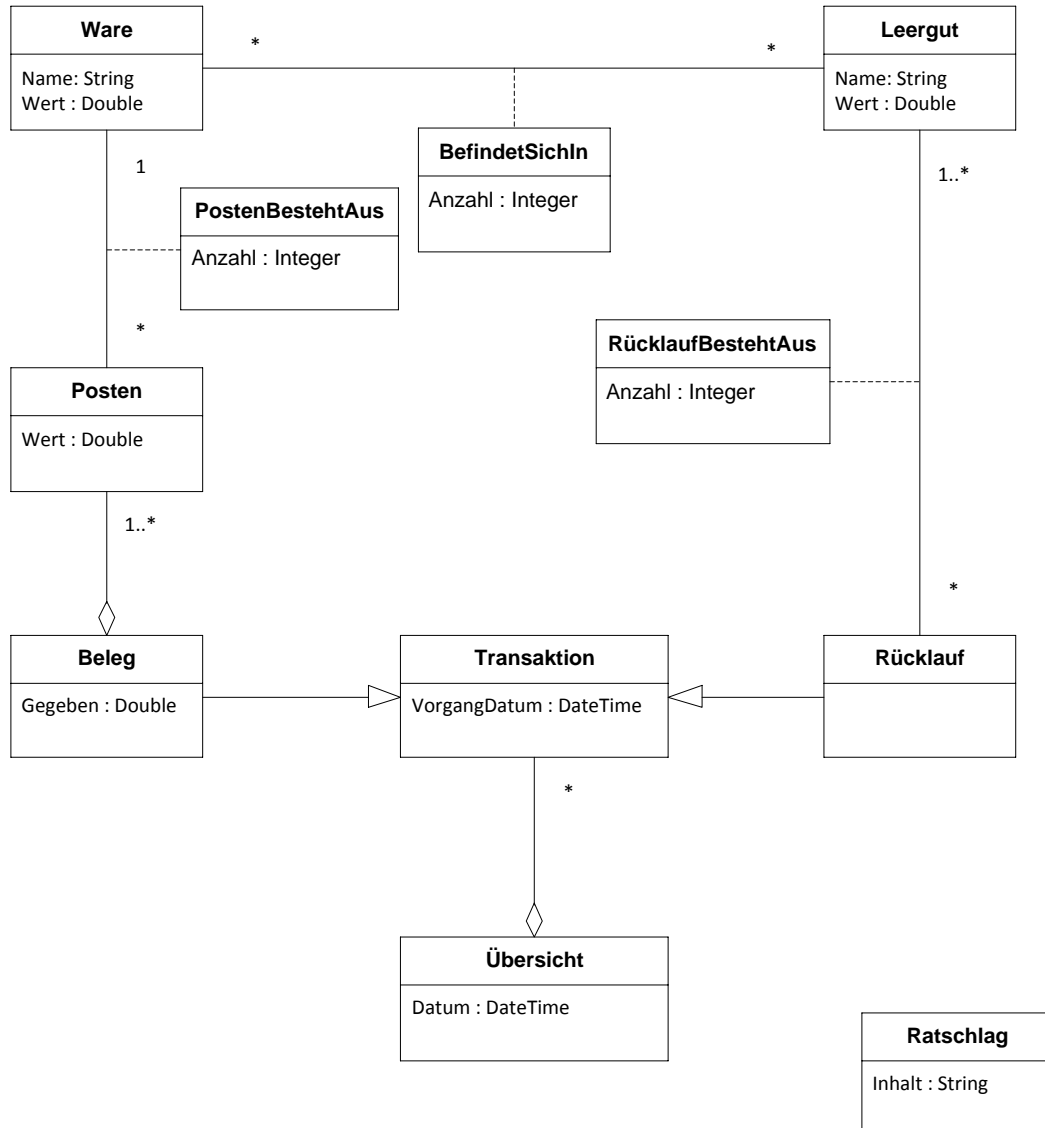 Ware
Name: String
Wert : Double
*
*
Leergut
Name: String
Wert : Double
BefindetSichIn
Anzahl : Integer
1
1..*
PostenBestehtAus
Anzahl : Integer
*
RücklaufBestehtAus
Anzahl : Integer
Posten
Wert : Double
1..*
*
Beleg
Gegeben : Double
Transaktion
VorgangDatum : DateTime
Rücklauf
*
Übersicht
Datum : DateTime
Ratschlag
Inhalt : String